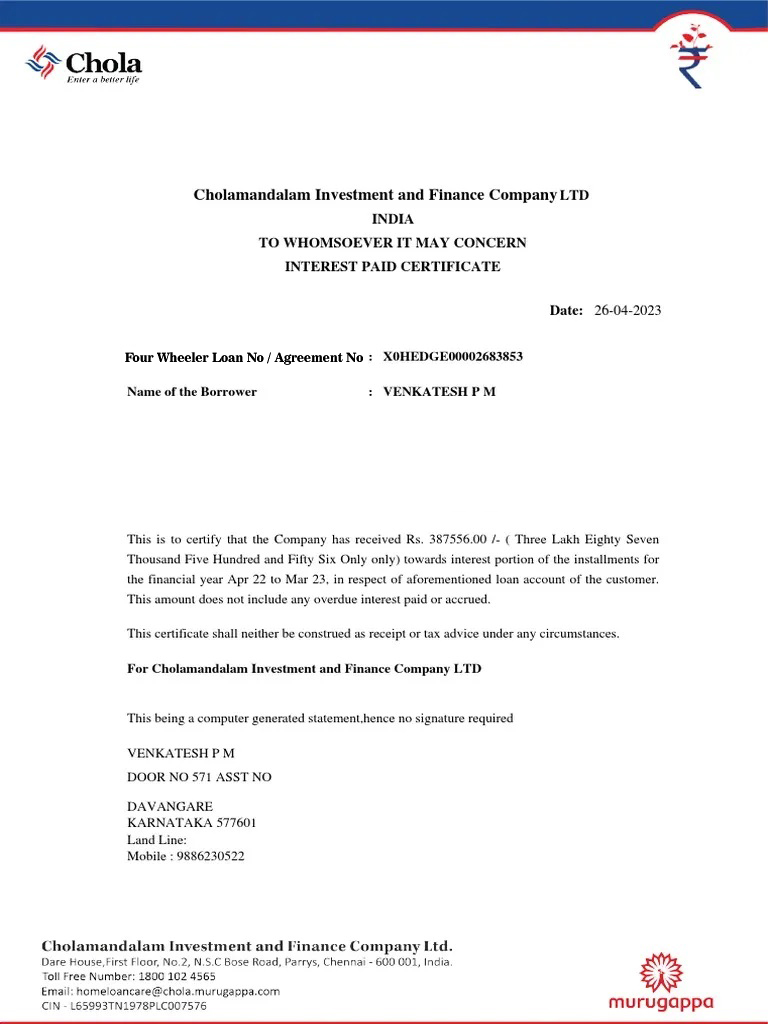 Chola
Enter a better life
Cholamandalam Investment and Finance Company LTD
INDIA
TO WHOMSOEVER IT MAY CONCERN
INTEREST PAID CERTIFICATE
Date: 26-04-2023
Four Wheeler Loan No / Agreement No : X0HEDGE00002683853
Name of the Borrower : VENKATESH P M
This is to certify that the Company has received Rs. 387556.00 /- ( Three Lakh Eighty Seven
Thousand Five Hundred and Fifty Six Only only) towards interest portion of the installments for
the financial year Apr 22 to Mar 23, in respect of aforementioned loan account of the customer.
This amount does not include any overdue interest paid or accrued.
This certificate shall neither be construed as receipt or tax advice under any circumstances.
For Cholamandalam Investment and Finance Company LTD
This being a computer generated statement,hence no signature required
VENKATESH P M
DOOR NO 571 ASST NO
DAVANGARE
KARNATAKA 577601
Land Line:
Mobile : 9886230522
Cholamandalam Investment and Finance Company Ltd.
Dare House,First Floor, No.2, N.S.C Bose Road, Parrys, Chennai - 600 001, India.
Toll Free Number: 1800 102 4565
Email: homeloancare@chola.murugappa.com
CIN - L65993TN1978PLC007576
murugappa